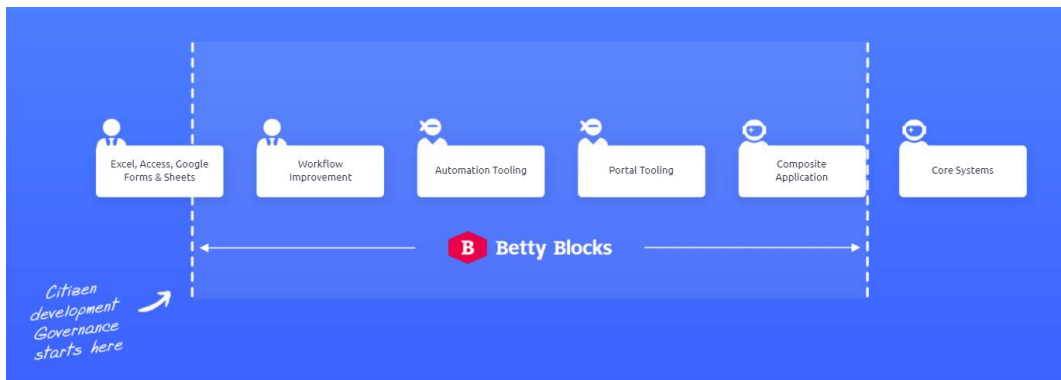 Excel, Access, Google
Forms & Sheets
Workflow
Improvement
Automation Tooling
Portal Tooling
Composite
Application
Core Systems
B Betty Blocks
Citizen
development
Governance
starts here